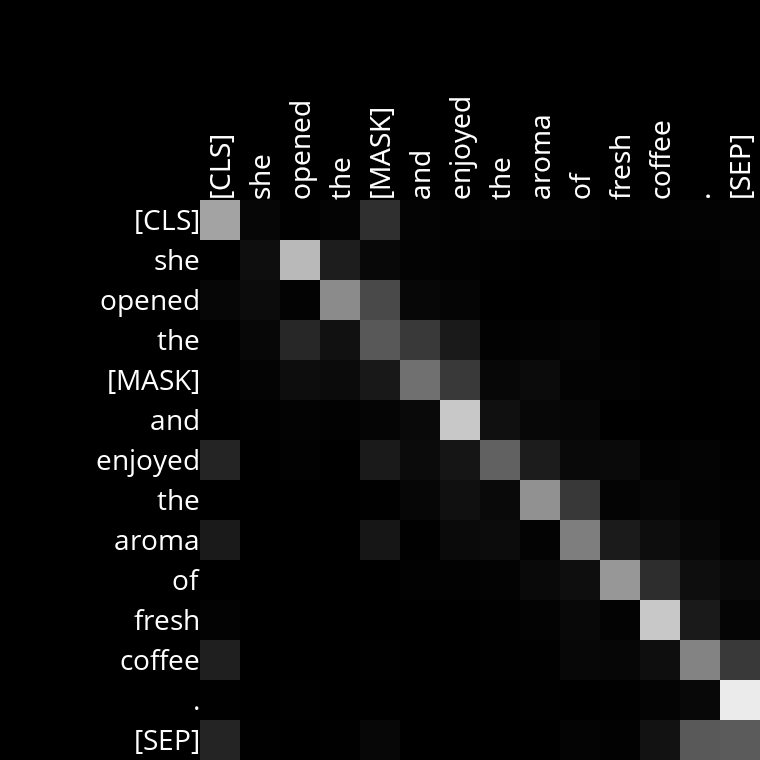 [CLS] she opened the [MASK] and enjoyed the aroma of fresh coffee . [SEP]
[CLS]
she
opened
the
[MASK]
and
enjoyed
the
aroma
of
fresh
coffee
.
[SEP]